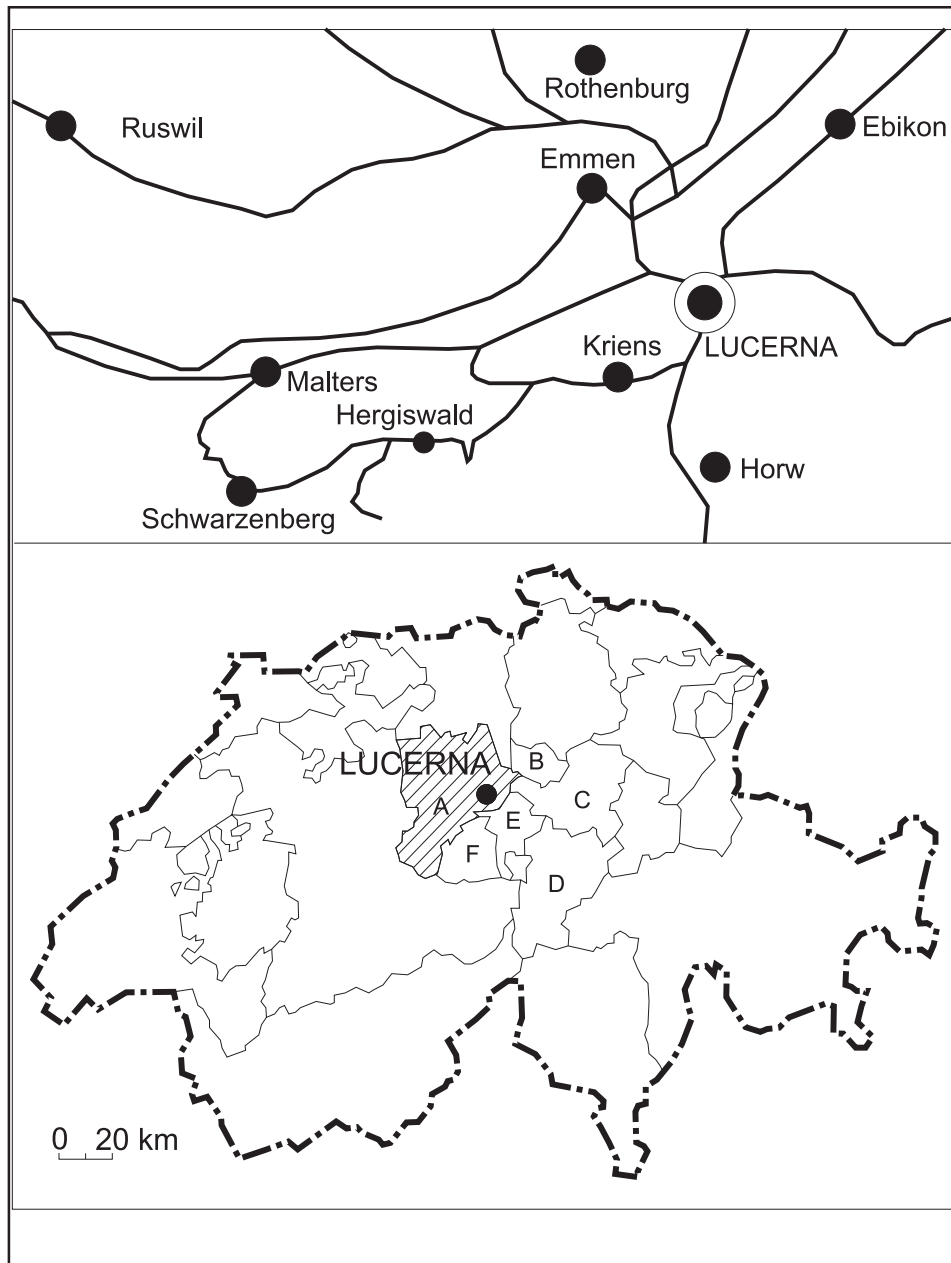 Rothenburg
Ruswil
Ebikon
Emmen
Kriens
LUCERNA
Malters
Hergiswald
Horw
Schwarzenberg
LUCERNA
B
A
C
E
F
D
0 20 km